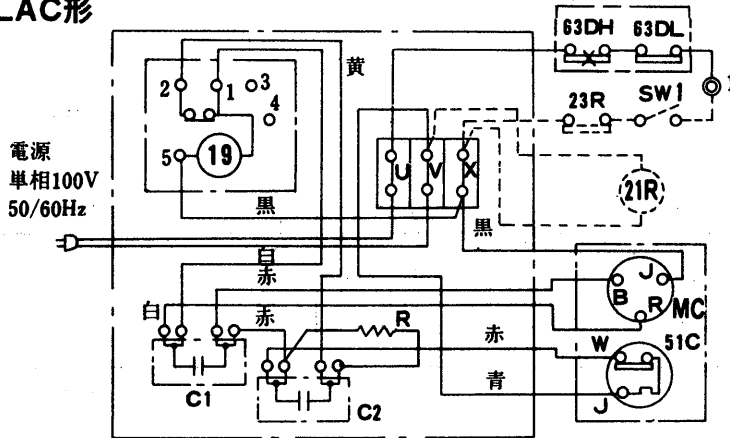 LAC形
63DH 63DL
黄
2 1 3
4
23R SW1
電源
5 19
U V X
単相100V
21R
50/60Hz
黒
黒
白
赤
J
B
白 赤
R
R MC
赤 W 51C
青
J
C1
C2